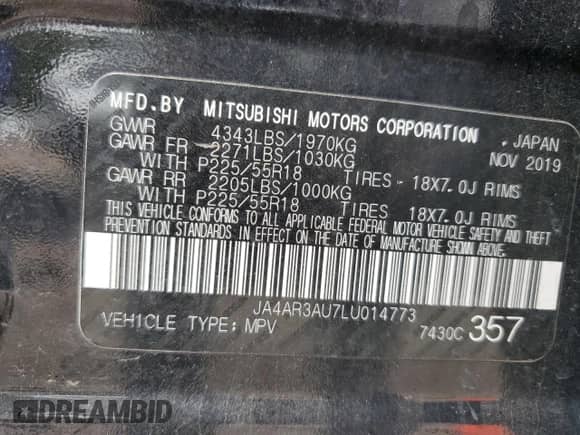 MFD.BY MITSUBISHI MOTORS CORPORATION , JAPAN
GVWR 4343LBS/1970KG NOV 2019
GAWR FR 2271LBS/1030KG
WITH P225/55R18 TIRES - 18X7.0J RIMS
GAWR RR 2205LBS/1000KG
WITH P225/55R18 TIRES - 18X7.0J RIMS
THIS VEHICLE CONFORMS TO ALL APPLICABLE FEDERAL MOTOR VEHICLE SAFETY AND THEFT
PREVENTION STANDARDS IN EFFECT ON THE DATE OF MANUFACTURE SHOWN ABOVE.
JA4AR3AU7LU014773
VEHICLE TYPE: MPV 7430C 357
DREAMBID